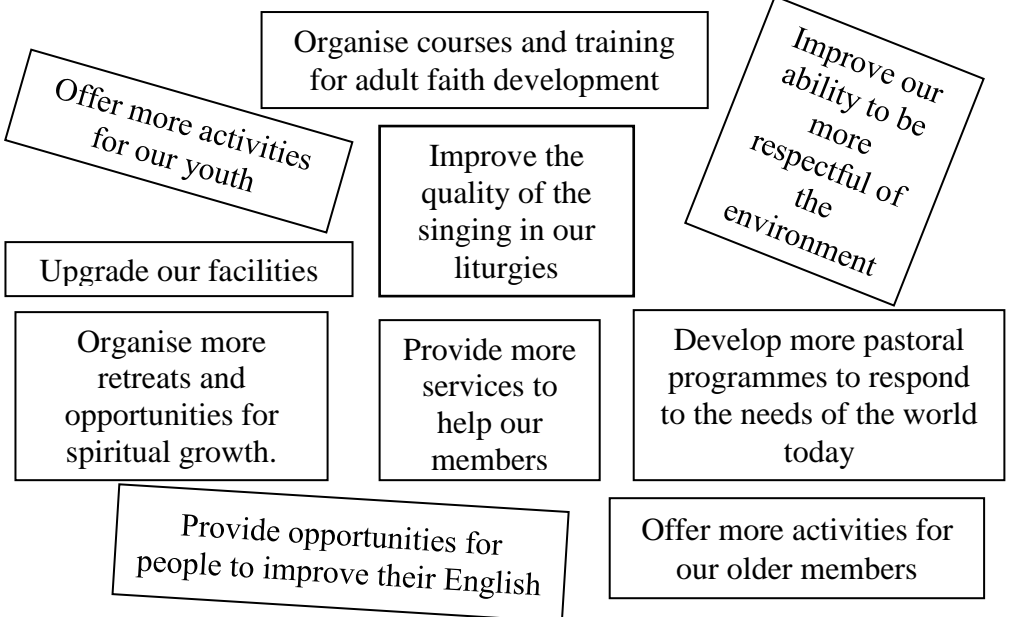 Organise courses and training
for adult faith development
Improve our
ability to be
more
respectful of
the
environment
Offer more activities
for our youth
Improve the
quality of the
singing in our
liturgies
Upgrade our facilities
Organise more
retreats and
opportunities for
spiritual growth.
Provide more
services to
help our
members
Develop more pastoral
programmes to respond
to the needs of the world
today
Provide opportunities for
people to improve their English
Offer more activities for
our older members